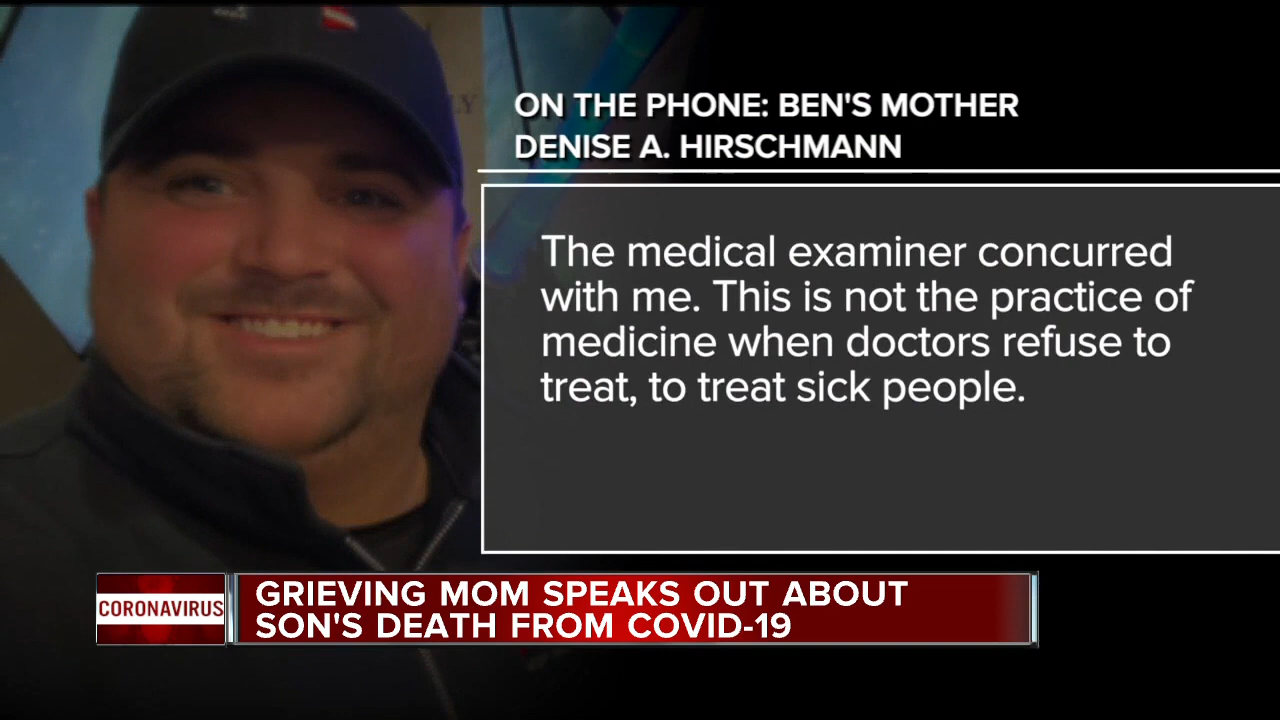 ON THE PHONE: BEN'S MOTHER
DENISE A. HIRSCHMANN
The medical examiner concurred
with me. This is not the practice of
medicine when doctors refuse to
treat, to treat sick people.
CORONAVIRUS
GRIEVING MOM SPEAKS OUT ABOUT
SON'S DEATH FROM COVID-19